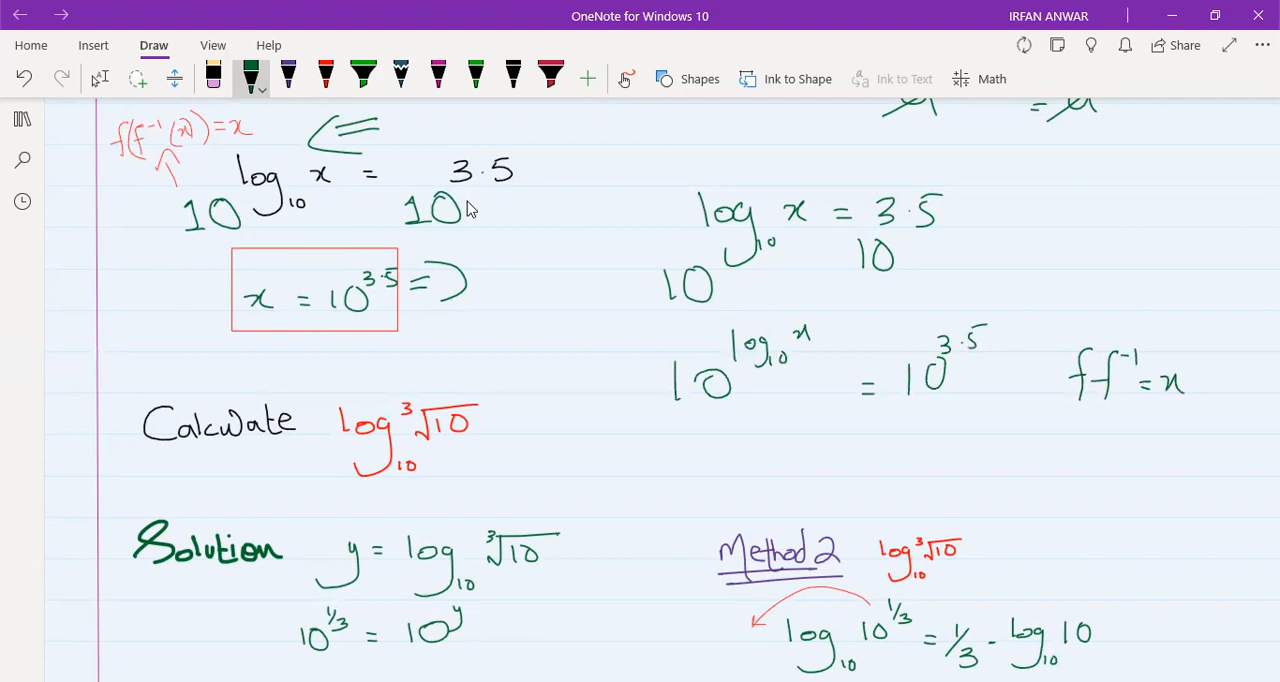 OneNote for Windows 10
IRFAN ANWAR
Home Insert Draw View Help
Share
Shapes Ink to Shape Ink to Text Math
f(f⁻¹(x)) = x
log₁₀ x = 3.5
10 10
x = 10^3.5 =>
log₁₀ x = 3.5
10 10
10^log₁₀ x = 10^3.5 ff⁻¹ = x
Calculate log₁₀ ³√10
Solution y = log₁₀ ³√10
10^1/3 = 10^y
Method 2 log₁₀ ³√10
log₁₀ 10^1/3 = 1/3 - log₁₀ 10